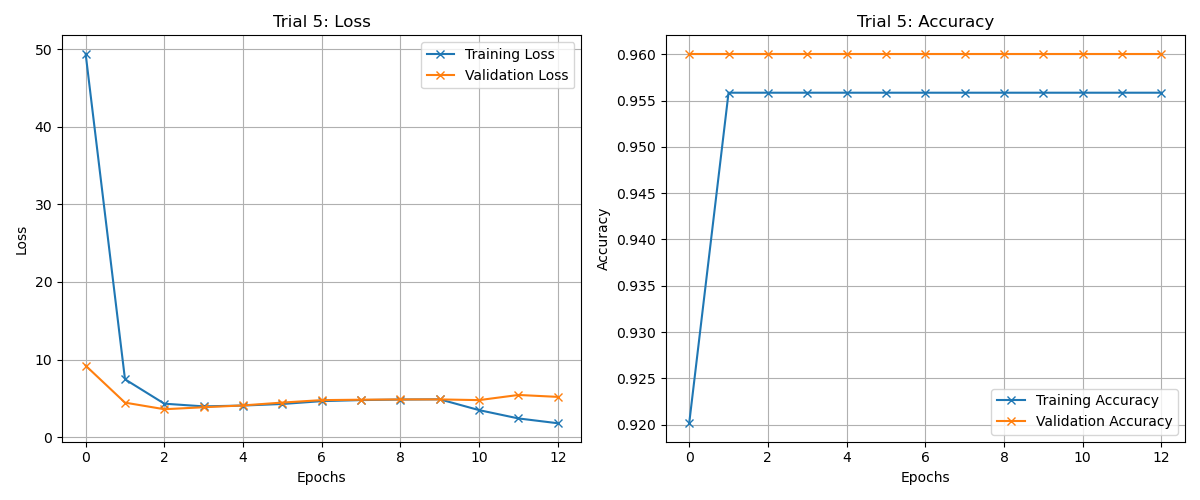 Trial 5: Loss
50
40
30
20
10
0
Loss
Training Loss
Validation Loss
0 2 4 6 8 10 12
Epochs
Trial 5: Accuracy
0.960
0.955
0.950
0.945
0.940
0.935
0.930
0.925
0.920
Accuracy
Training Accuracy
Validation Accuracy
0 2 4 6 8 10 12
Epochs